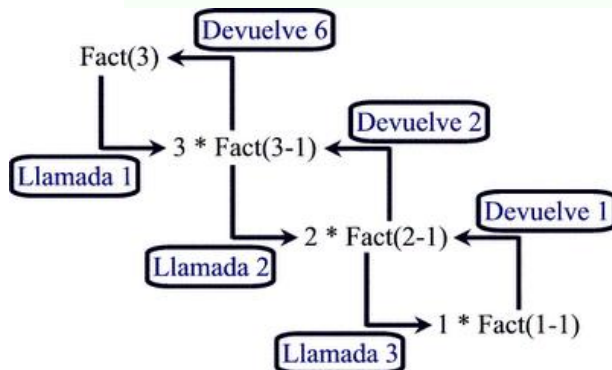 Devuelve 6
Fact(3)
Devuelve 2
3 * Fact(3-1)
Llamada 1
Devuelve 1
2 * Fact(2-1)
Llamada 2
1 * Fact(1-1)
Llamada 3